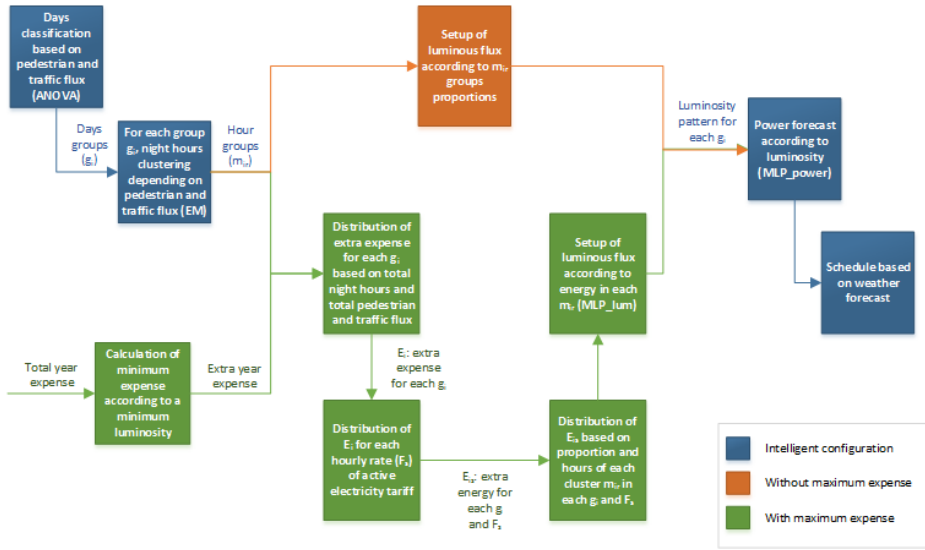 Days
classification
based on
pedestrian and
traffic flux
(ANOVA)
Days
groups
(gᵢ)
For each group
gᵢ, night hours
clustering
depending on
pedestrian and
traffic flux (EM)
Hour
groups
(mᵢᵣ)
Setup of
luminous flux
according to mᵢᵣ
groups
proportions
Luminosity
pattern for
each gᵢ
Power forecast
according to
luminosity
(MLP_power)
Schedule based
on weather
forecast
Total year
expense
Calculation of
minimum
expense
according to a
minimum
luminosity
Extra year
expense
Distribution of
extra expense
for each gᵢ
based on total
night hours and
total pedestrian
and traffic flux
Eᵢ: extra
expense
for each gᵢ
Distribution of
Eᵢ for each
hourly rate (Fₛ)
of active
electricity tariff
Eᵢₛ: extra
energy for
each gᵢ
and Fₛ
Distribution of
Eᵢₛ based on
proportion and
hours of each
cluster mᵢᵣ in
each gᵢ and Fₛ
Setup of
luminous flux
according to
energy in each
mᵢᵣ (MLP_lum)
Intelligent configuration
Without maximum expense
With maximum expense